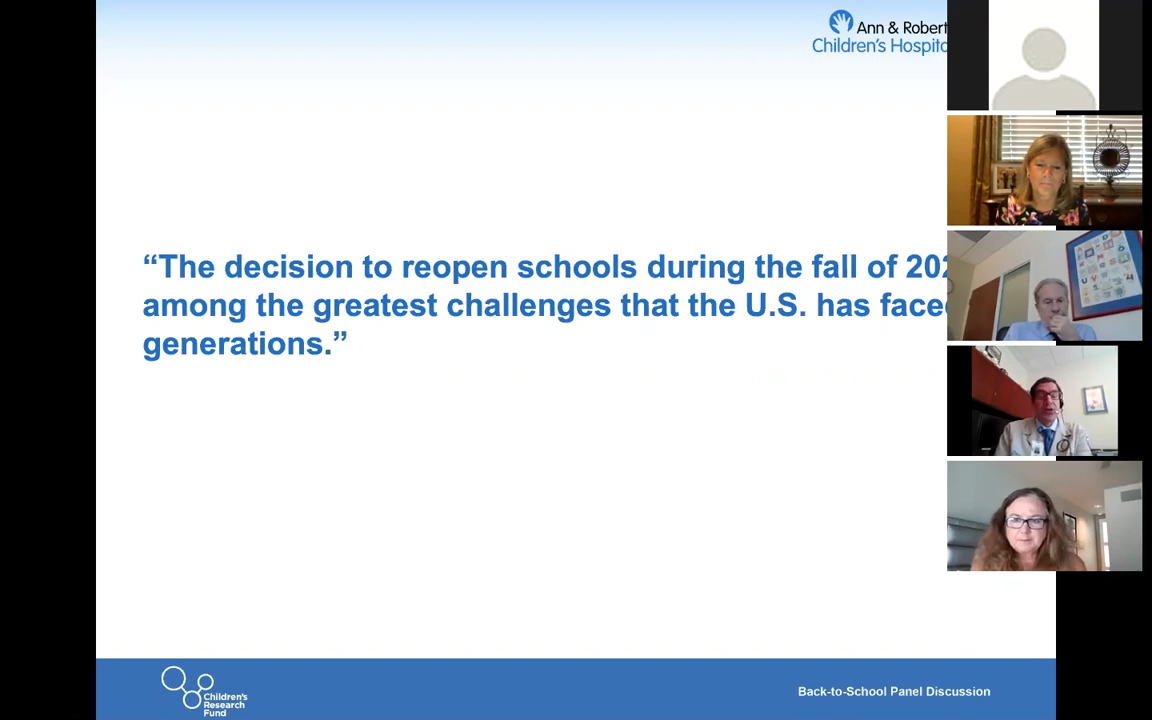 Ann & Robert
Children's Hospita
“The decision to reopen schools during the fall of 202
among the greatest challenges that the U.S. has faced
generations.”
Children's
Research
Fund
Back-to-School Panel Discussion